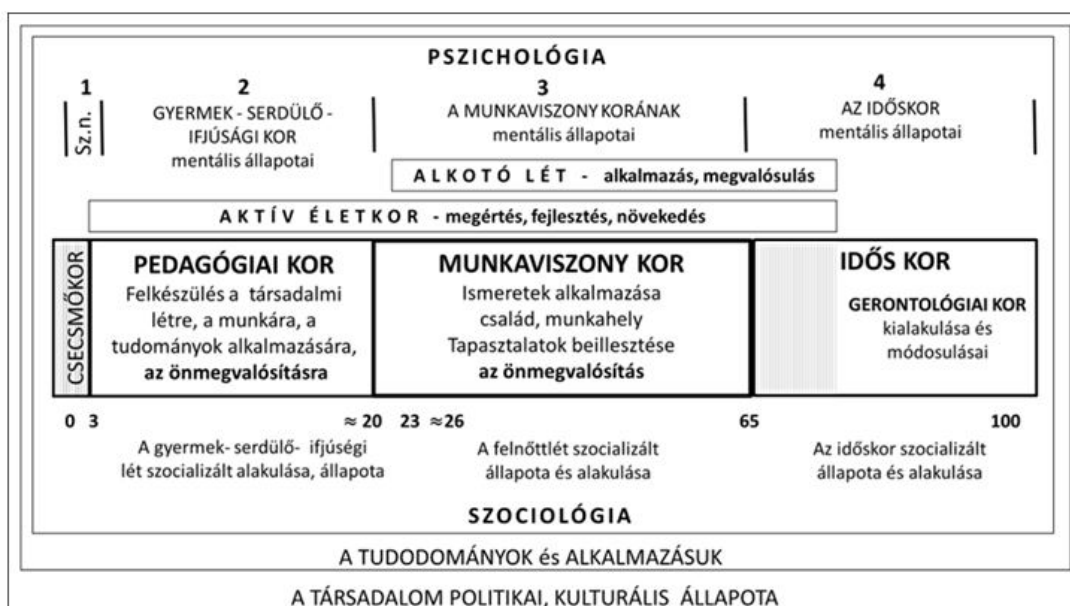 PSZICHOLÓGIA
1
Sz.n.
2
GYERMEK - SERDÜLŐ -
IFJÚSÁGI KOR
mentális állapotai
3
A MUNKAVISZONY KORÁNAK
mentális állapotai
4
AZ IDŐSKOR
mentális állapotai
ALKOTÓ LÉT - alkalmazás, megvalósulás
AKTÍV ÉLETKOR - megértés, fejlesztés, növekedés
CSECSMŐKOR
PEDAGÓGIAI KOR
Felkészülés a társadalmi
létre, a munkára, a
tudományok alkalmazására,
az önmegvalósításra
MUNKAVISZONY KOR
Ismeretek alkalmazása
család, munkahely
Tapasztalatok beillesztése
az önmegvalósítás
IDŐS KOR
GERONTOLÓGIAI KOR
kialakulása és
módosulásai
0 3 ≈ 20 23 ≈26 65 100
A gyermek- serdülő- ifjúségi
lét szocializált alakulása, állapota
A felnőttlét szocializált
állapota és alakulása
Az időskor szocializált
állapota és alakulása
SZOCIOLÓGIA
A TUDODOMÁNYOK és ALKALMAZÁSUK
A TÁRSADALOM POLITIKAI, KULTURÁLIS ÁLLAPOTA